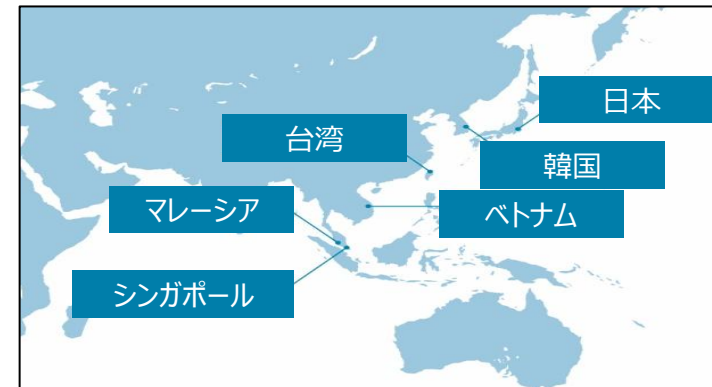 日本
台湾
韓国
マレーシア
ベトナム
シンガポール